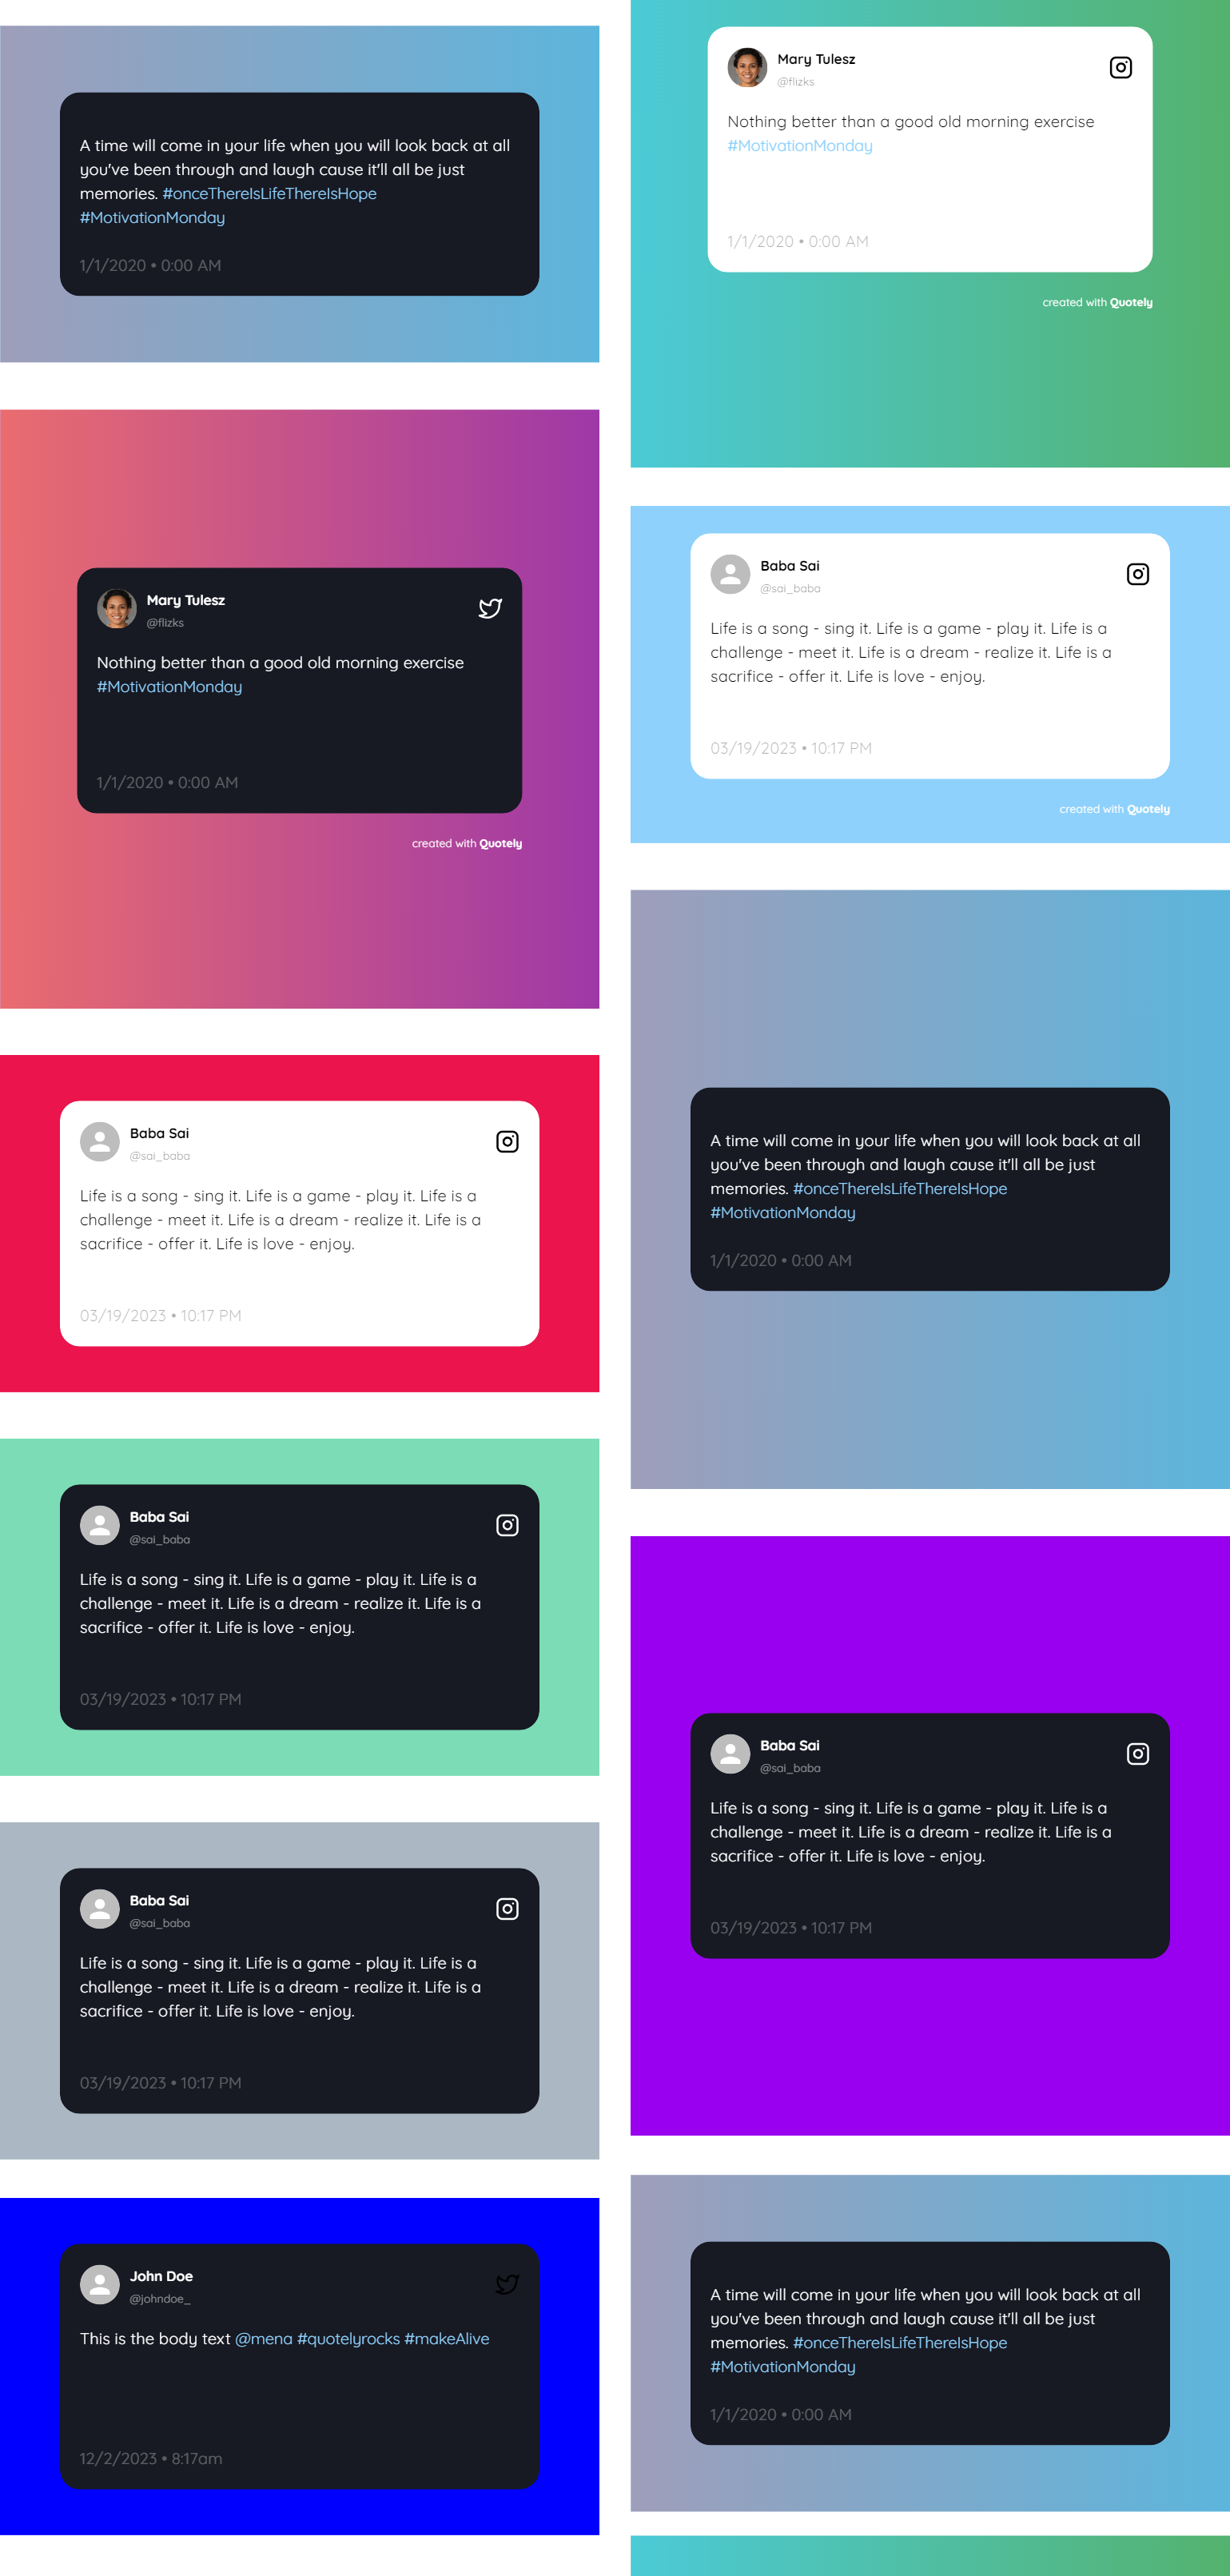 A time will come in your life when you will look back at all
you've been through and laugh cause it'll all be just
memories. #onceThereIsLifeThereIsHope
#MotivationMonday
1/1/2020 • 0:00 AM
Mary Tulesz
@flizks
Nothing better than a good old morning exercise
#MotivationMonday
1/1/2020 • 0:00 AM
created with Quotely
Baba Sai
@sai_baba
Life is a song - sing it. Life is a game - play it. Life is a
challenge - meet it. Life is a dream - realize it. Life is a
sacrifice - offer it. Life is love - enjoy.
03/19/2023 • 10:17 PM
Baba Sai
@sai_baba
Life is a song - sing it. Life is a game - play it. Life is a
challenge - meet it. Life is a dream - realize it. Life is a
sacrifice - offer it. Life is love - enjoy.
03/19/2023 • 10:17 PM
Baba Sai
@sai_baba
Life is a song - sing it. Life is a game - play it. Life is a
challenge - meet it. Life is a dream - realize it. Life is a
sacrifice - offer it. Life is love - enjoy.
03/19/2023 • 10:17 PM
John Doe
@johndoe_
This is the body text @mena #quotelyrocks #makeAlive
12/2/2023 • 8:17am
Mary Tulesz
@flizks
Nothing better than a good old morning exercise
#MotivationMonday
1/1/2020 • 0:00 AM
created with Quotely
Baba Sai
@sai_baba
Life is a song - sing it. Life is a game - play it. Life is a
challenge - meet it. Life is a dream - realize it. Life is a
sacrifice - offer it. Life is love - enjoy.
03/19/2023 • 10:17 PM
created with Quotely
A time will come in your life when you will look back at all
you've been through and laugh cause it'll all be just
memories. #onceThereIsLifeThereIsHope
#MotivationMonday
1/1/2020 • 0:00 AM
Baba Sai
@sai_baba
Life is a song - sing it. Life is a game - play it. Life is a
challenge - meet it. Life is a dream - realize it. Life is a
sacrifice - offer it. Life is love - enjoy.
03/19/2023 • 10:17 PM
A time will come in your life when you will look back at all
you've been through and laugh cause it'll all be just
memories. #onceThereIsLifeThereIsHope
#MotivationMonday
1/1/2020 • 0:00 AM